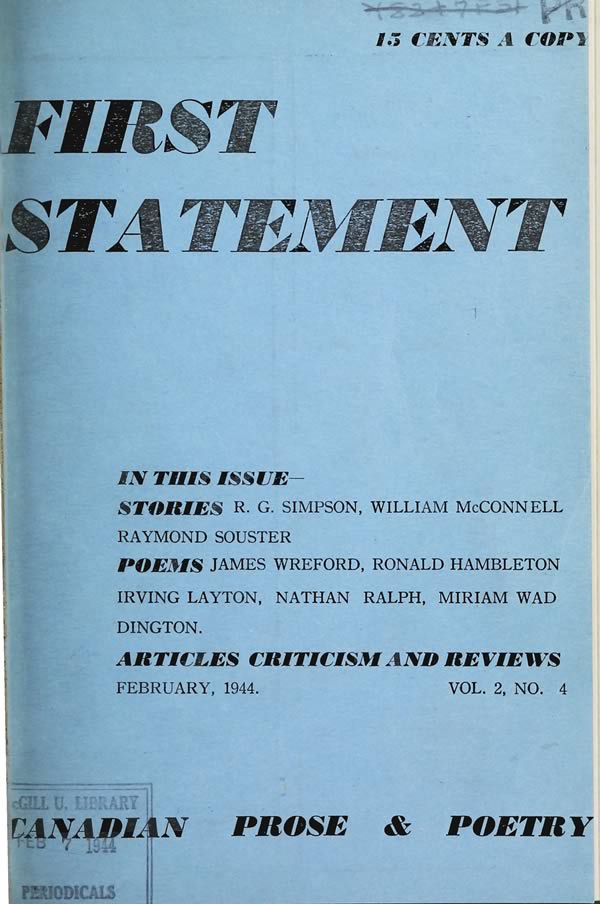 15 CENTS A COPY
FIRST
STATEMENT
IN THIS ISSUE—
STORIES R. G. SIMPSON, WILLIAM McCONNELL
RAYMOND SOUSTER
POEMS JAMES WREFORD, RONALD HAMBLETON
IRVING LAYTON, NATHAN RALPH, MIRIAM WAD
DINGTON.
ARTICLES CRITICISM AND REVIEWS
FEBRUARY, 1944. VOL. 2, NO. 4
cGILL U. LIBRARY
CANADIAN PROSE & POETRY
FEB 7 1944
PERIODICALS